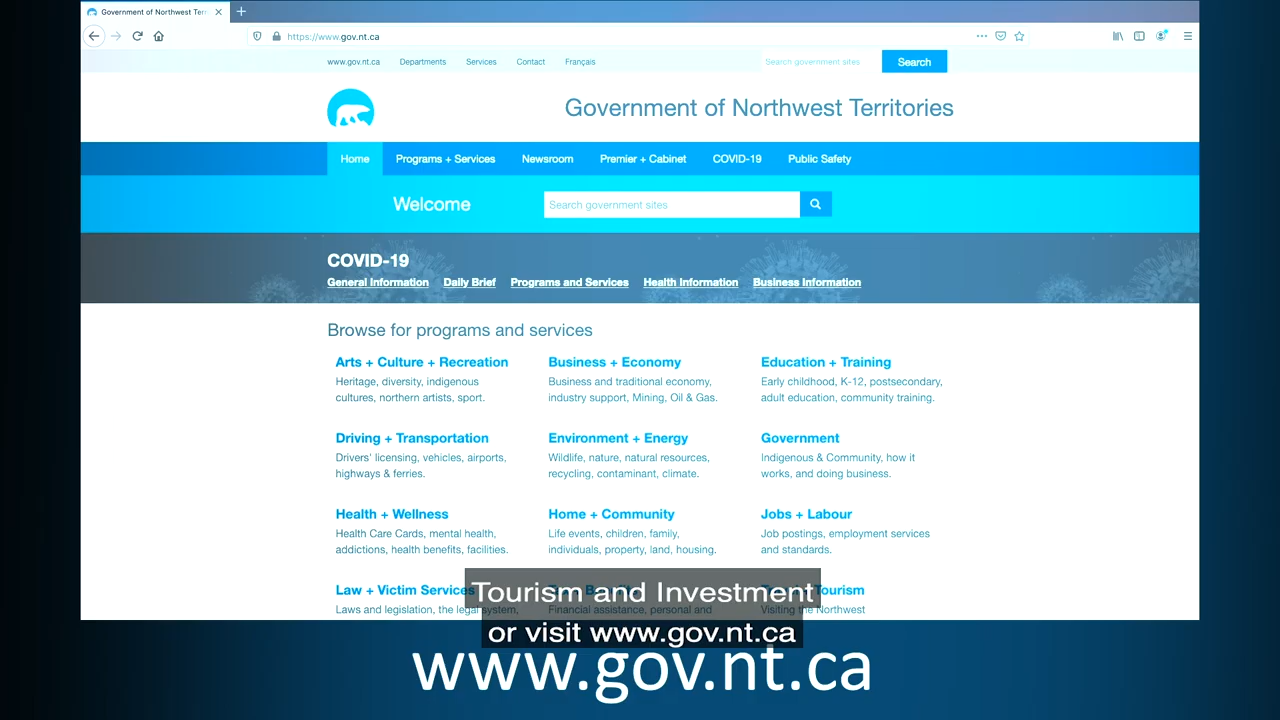 Government of Northwest Terr
https://www.gov.nt.ca
www.gov.nt.ca Departments Services Contact Français Search government sites Search
Government of Northwest Territories
Home Programs + Services Newsroom Premier + Cabinet COVID-19 Public Safety
Welcome Search government sites
COVID-19
General Information Daily Brief Programs and Services Health Information Business Information
Browse for programs and services
Arts + Culture + Recreation Business + Economy Education + Training
Heritage, diversity, indigenous Business and traditional economy, Early childhood, K-12, postsecondary,
cultures, northern artists, sport. industry support, Mining, Oil & Gas. adult education, community training.
Driving + Transportation Environment + Energy Government
Drivers' licensing, vehicles, airports, Wildlife, nature, natural resources, Indigenous & Community, how it
highways & ferries. recycling, contaminant, climate. works, and doing business.
Health + Wellness Home + Community Jobs + Labour
Health Care Cards, mental health, Life events, children, family, Job postings, employment services
addictions, health benefits, facilities. individuals, property, land, housing. and standards.
Law + Victim Services Tourism
Laws and legislation, the legal system, Financial assistance, personal and Visiting the Northwest
Tourism and Investment
or visit www.gov.nt.ca
www.gov.nt.ca